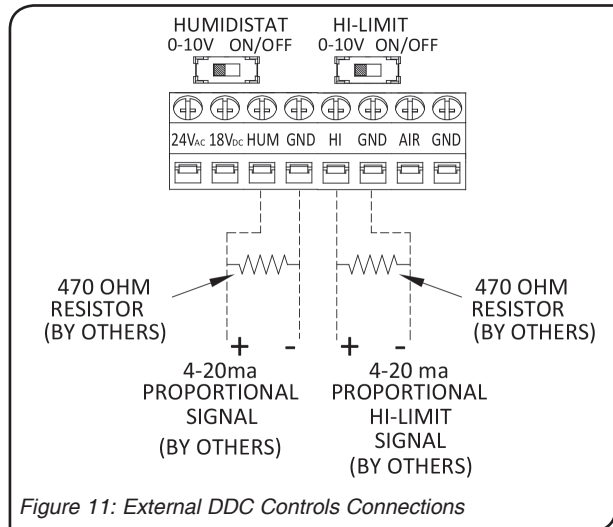 HUMIDISTAT HI-LIMIT
0-10V ON/OFF 0-10V ON/OFF
24VAC 18VDC HUM GND HI GND AIR GND
470 OHM
RESISTOR
(BY OTHERS)
470 OHM
RESISTOR
(BY OTHERS)
+ - + -
4-20ma
PROPORTIONAL
SIGNAL
(BY OTHERS)
4-20 ma
PROPORTIONAL
HI-LIMIT
SIGNAL
(BY OTHERS)
Figure 11: External DDC Controls Connections